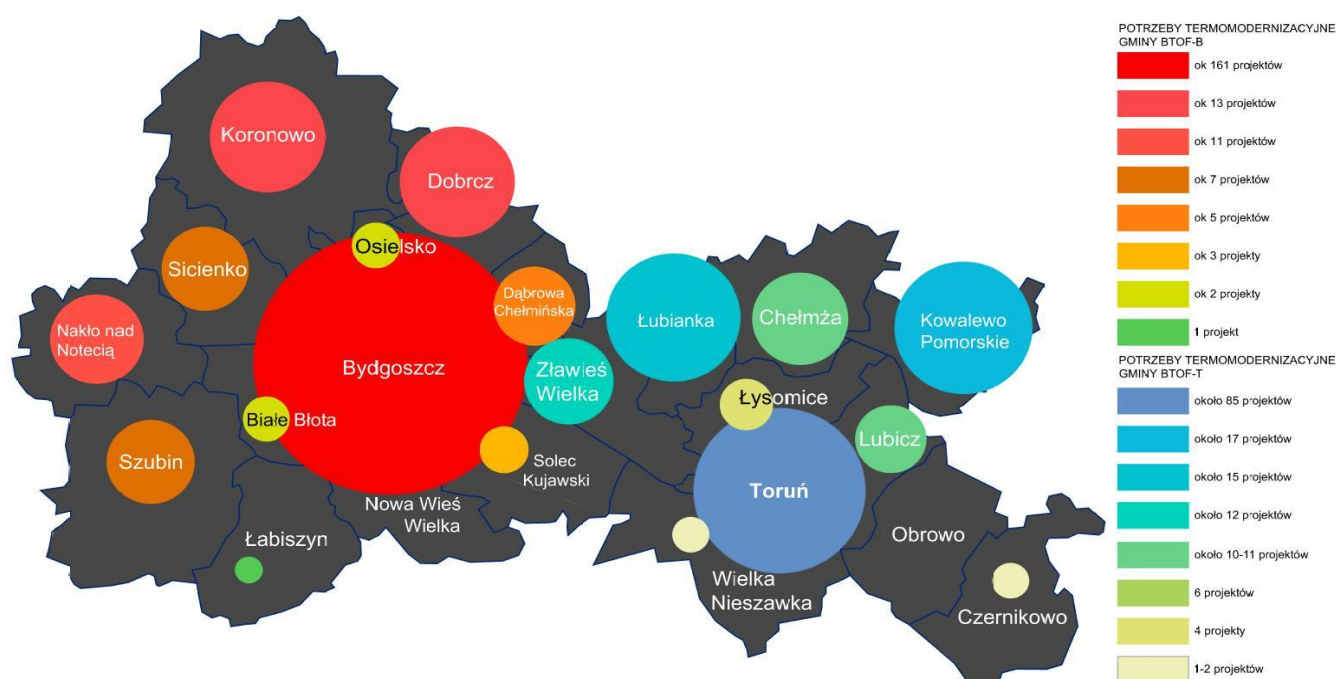 Koronowo
Dobrcz
Osielsko
Sicienko
Dąbrowa
Chełmińska
Nakło nad
Notecią
Bydgoszcz
Zławieś
Wielka
Łubianka
Chełmża
Kowalewo
Pomorskie
Białe Błota
Łysomice
Lubicz
Szubin
Solec
Kujawski
Nowa Wieś
Wielka
Toruń
Łabiszyn
Obrowo
Wielka
Nieszawka
Czernikowo
POTRZEBY TERMOMODERNIZACYJNE
GMINY BTOF-B
ok 161 projektów
ok 13 projektów
ok 11 projektów
ok 7 projektów
ok 5 projektów
ok 3 projekty
ok 2 projekty
1 projekt
POTRZEBY TERMOMODERNIZACYJNE
GMINY BTOF-T
około 85 projektów
około 17 projektów
około 15 projektów
około 12 projektów
około 10-11 projektów
6 projektów
4 projekty
1-2 projektów